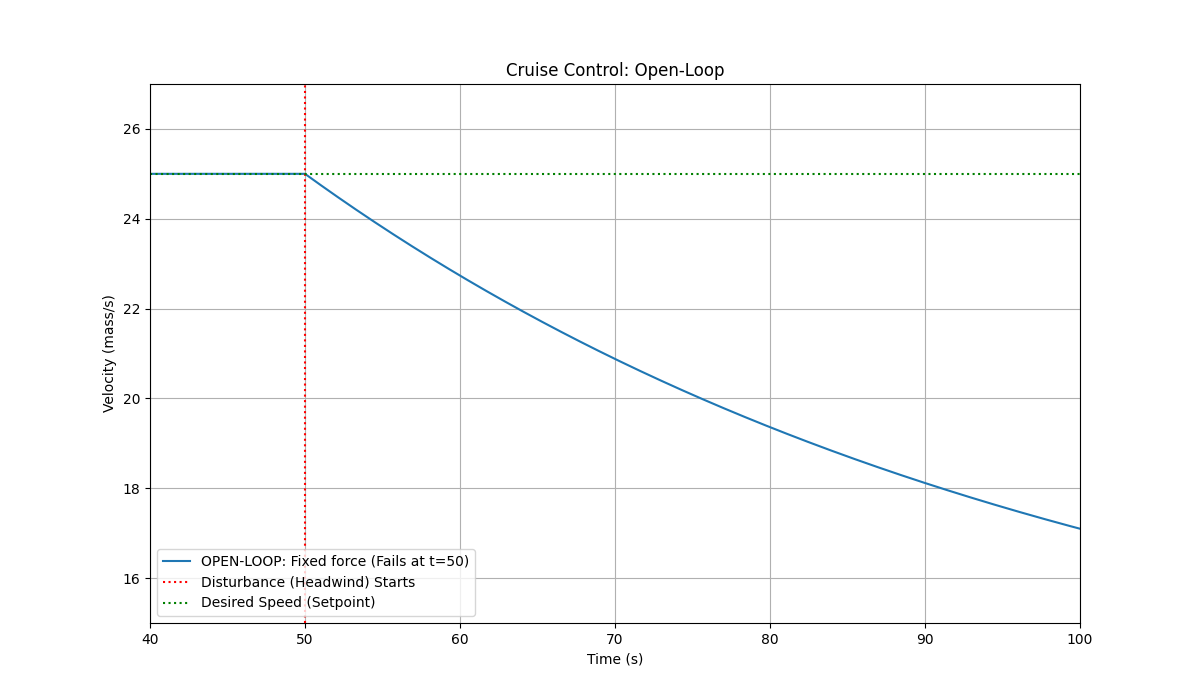 Cruise Control: Open-Loop
Velocity (mass/s)
26
24
22
20
18
16
OPEN-LOOP: Fixed force (Fails at t=50)
Disturbance (Headwind) Starts
Desired Speed (Setpoint)
40 50 60 70 80 90 100
Time (s)